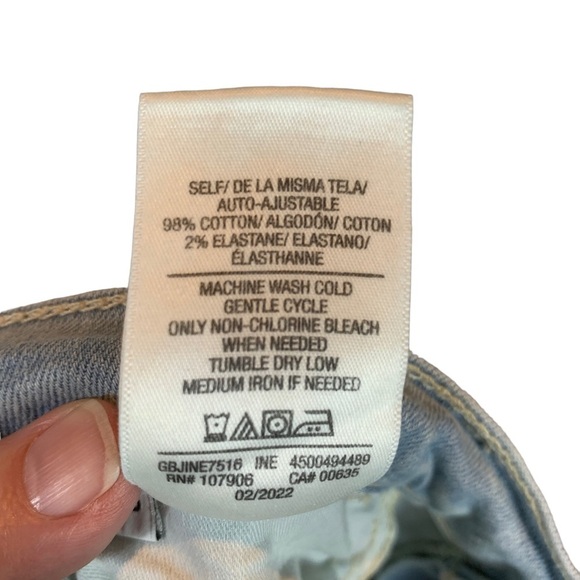 SELF/ DE LA MISMA TELA/
AUTO-AJUSTABLE
98% COTTON/ ALGODÓN/ COTON
2% ELASTANE/ ELASTANO/
ÉLASTHANNE
MACHINE WASH COLD
GENTLE CYCLE
ONLY NON-CHLORINE BLEACH
WHEN NEEDED
TUMBLE DRY LOW
MEDIUM IRON IF NEEDED
GBJINE7516 INE 4500494489
RN# 107906 CA# 00635
02/2022